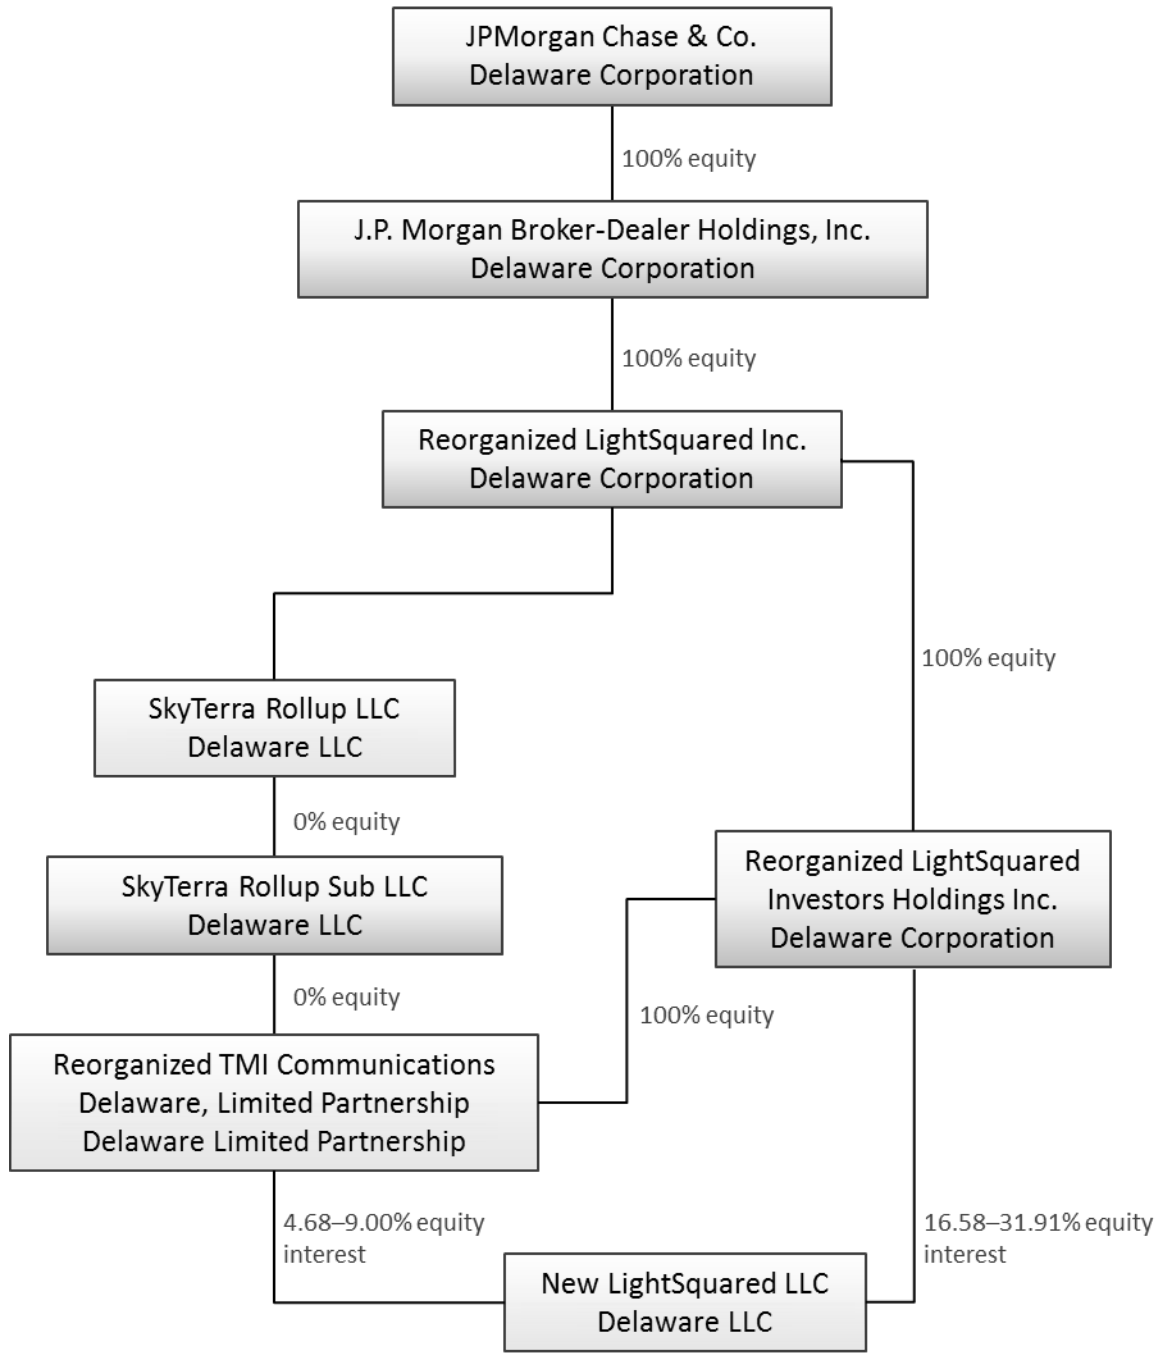 JPMorgan Chase & Co.
Delaware Corporation
100% equity
J.P. Morgan Broker-Dealer Holdings, Inc.
Delaware Corporation
100% equity
Reorganized LightSquared Inc.
Delaware Corporation
100% equity
SkyTerra Rollup LLC
Delaware LLC
0% equity
SkyTerra Rollup Sub LLC
Delaware LLC
Reorganized LightSquared
Investors Holdings Inc.
Delaware Corporation
0% equity
100% equity
Reorganized TMI Communications
Delaware, Limited Partnership
Delaware Limited Partnership
4.68–9.00% equity
interest
16.58–31.91% equity
interest
New LightSquared LLC
Delaware LLC